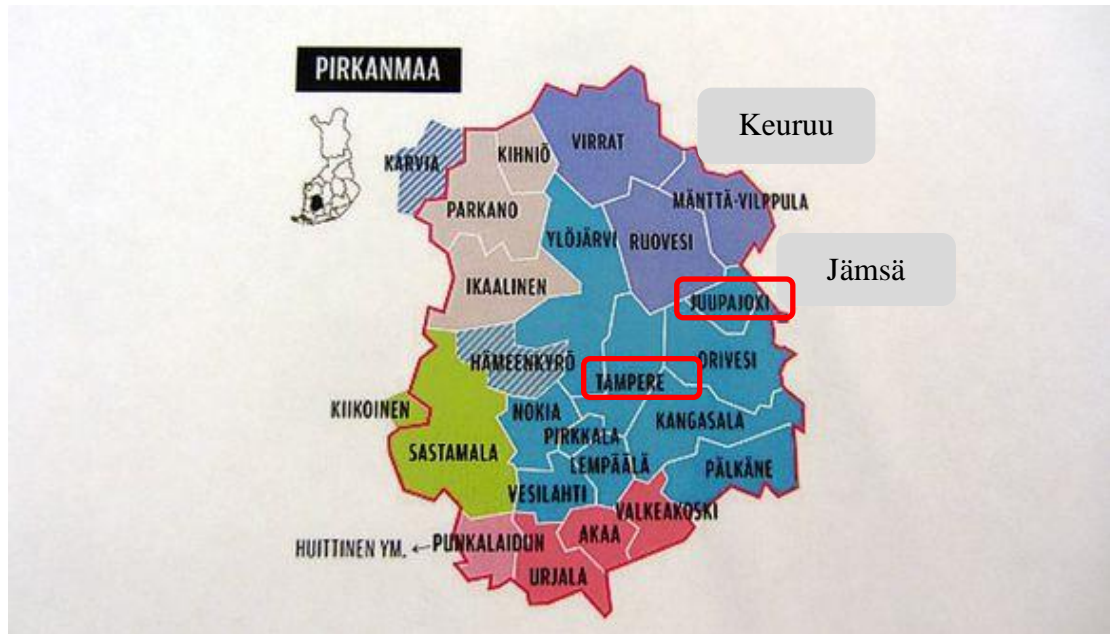 PIRKANMAA
Keuruu
VIRRAT
KIHNIÖ
KARVIA
MÄNTTÄ-VILPPULA
PARKANO
YLÖJÄRVI
RUOVESI
Jämsä
IKAALINEN
JUUPAJOKI
HÄMEENKYRÖ
ORIVESI
TAMPERE
KIIKOINEN
NOKIA
KANGASALA
PIRKKALA
SASTAMALA
LEMPÄÄLÄ
PÄLKÄNE
VESILAHTI
VALKEAKOSKI
AKAA
HUITTINEN YM. ← PUNKALAIDUN
URJALA